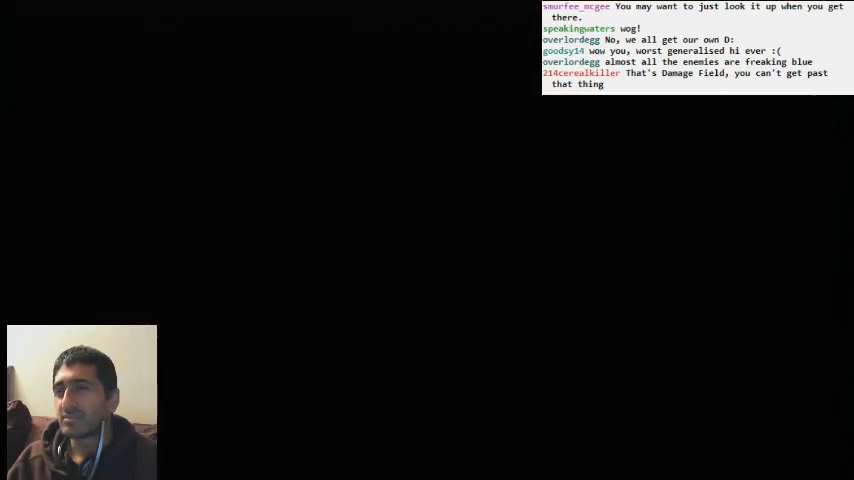 smurfee_mcgee You may want to just look it up when you get
there.
speakingwaters wog!
overlordegg No, we all get our own D:
goodsy14 wow you, worst generalised hi ever :(
overlordegg almost all the enemies are freaking blue
214cerealkiller That's Damage Field, you can't get past
that thing